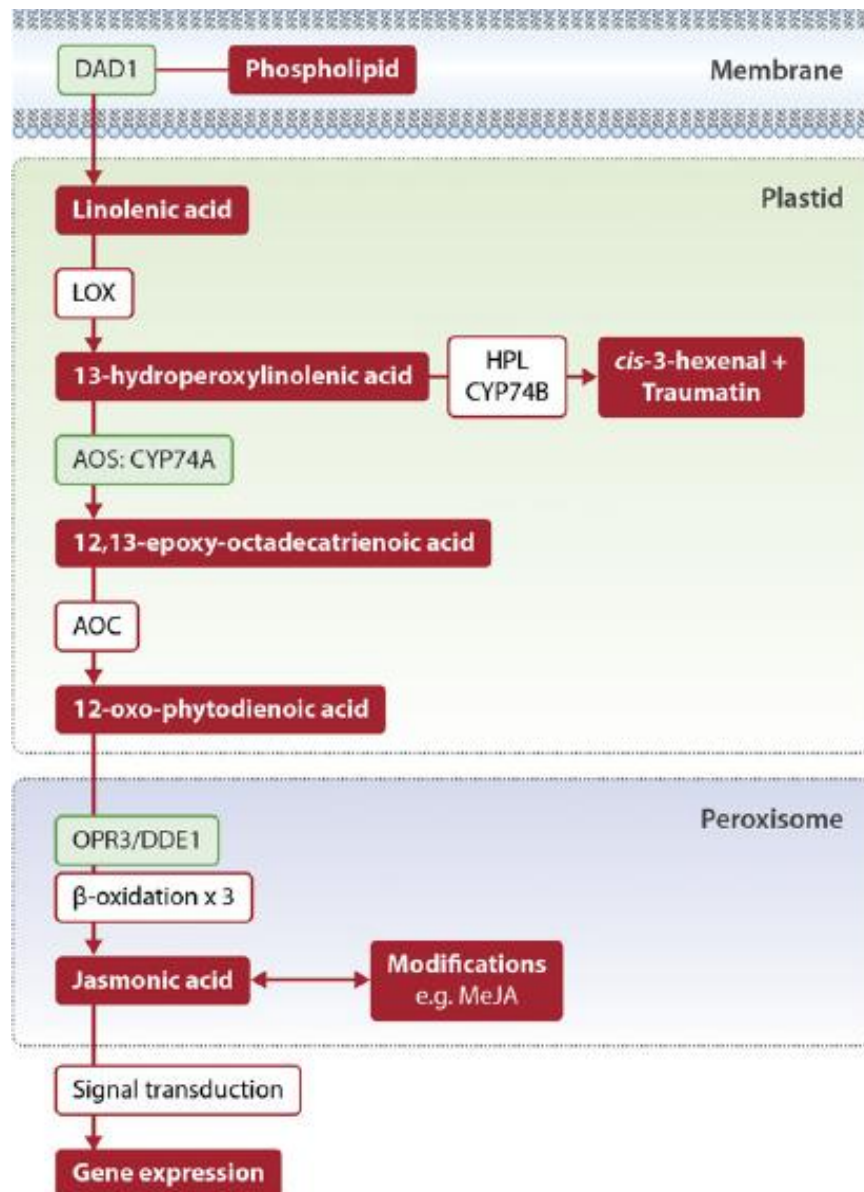 DAD1
Phospholipid
Membrane
Plastid
Linolenic acid
LOX
13-hydroperoxylinolenic acid
HPL
CYP74B
cis-3-hexenal +
Traumatin
AOS: CYP74A
12,13-epoxy-octadecatrienoic acid
AOC
12-oxo-phytodienoic acid
Peroxisome
OPR3/DDE1
β-oxidation x 3
Jasmonic acid
Modifications
e.g. MeJA
Signal transduction
Gene expression